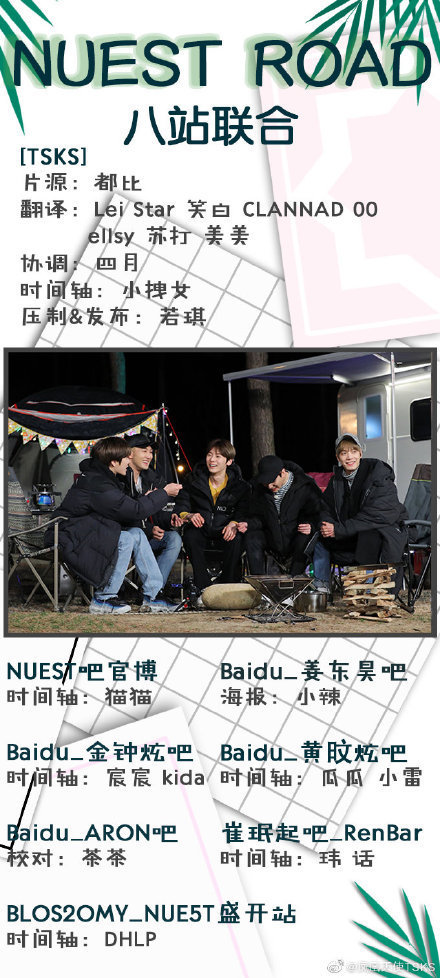 NUEST ROAD
八站联合
[TSKS]
片源：都比
翻译：Lei Star 笑白 CLANNAD 00
ellsy 苏打 美美
协调：四月
时间轴：小拽女
压制&发布：若琪
NUEST吧官博
时间轴：猫猫
Baidu_姜东昊吧
海报：小辣
Baidu_金钟炫吧
时间轴：宸宸 kida
Baidu_黄旼炫吧
时间轴：瓜瓜 小雷
Baidu_ARON吧
校对：茶茶
崔珉起吧_RenBar
时间轴：玮 话
BLOS2OMY_NUE5T盛开站
时间轴：DHLP
TSKS